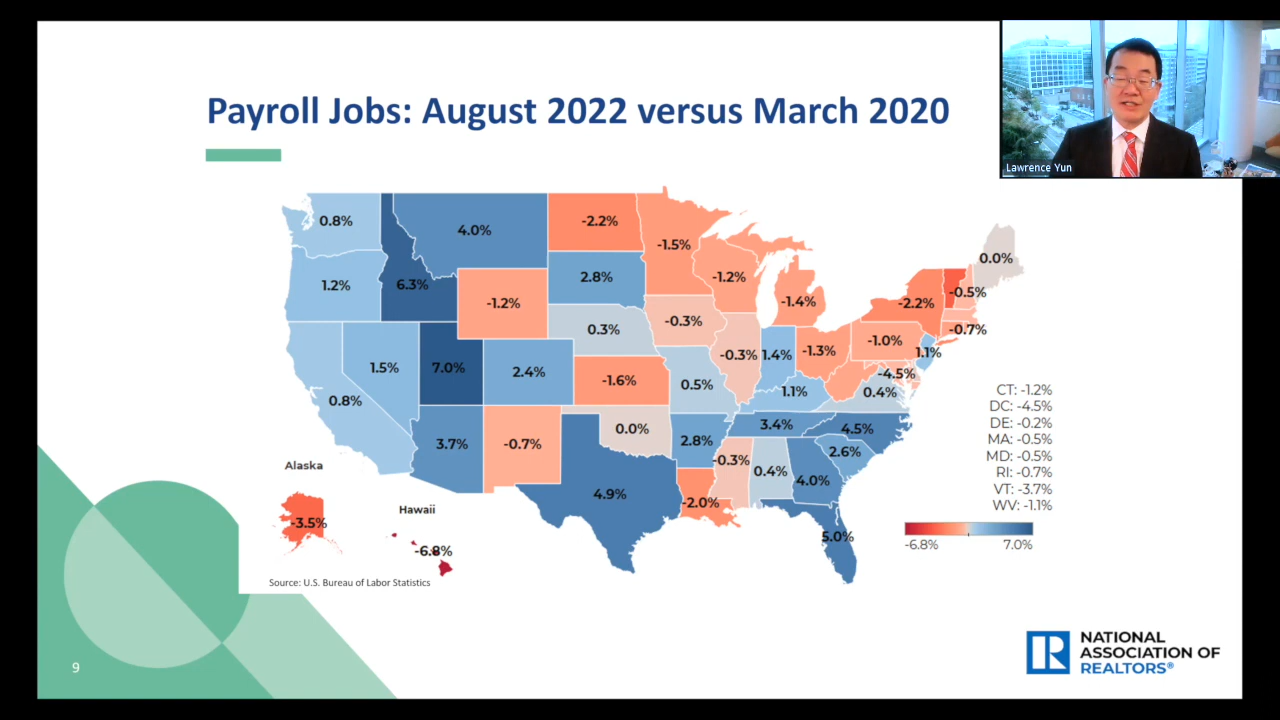 Payroll Jobs: August 2022 versus March 2020
Lawrence Yun
0.8%
4.0%
-2.2%
-1.5%
0.0%
1.2%
6.3%
2.8%
-1.2%
-0.5%
-1.2%
-1.4%
-2.2%
0.3%
-0.3%
-0.7%
1.5%
7.0%
2.4%
-0.3%
1.4%
-1.3%
-1.0%
1.1%
-1.6%
0.5%
-4.5%
0.8%
1.1%
0.4%
3.7%
-0.7%
0.0%
2.8%
3.4%
4.5%
4.9%
-0.3%
0.4%
4.0%
2.6%
-2.0%
5.0%
Alaska
-3.5%
Hawaii
-6.8%
CT: -1.2%
DC: -4.5%
DE: -0.2%
MA: -0.5%
MD: -0.5%
RI: -0.7%
VT: -3.7%
WV: -1.1%
-6.8% 7.0%
Source: U.S. Bureau of Labor Statistics
9
R
NATIONAL
ASSOCIATION OF
REALTORS®